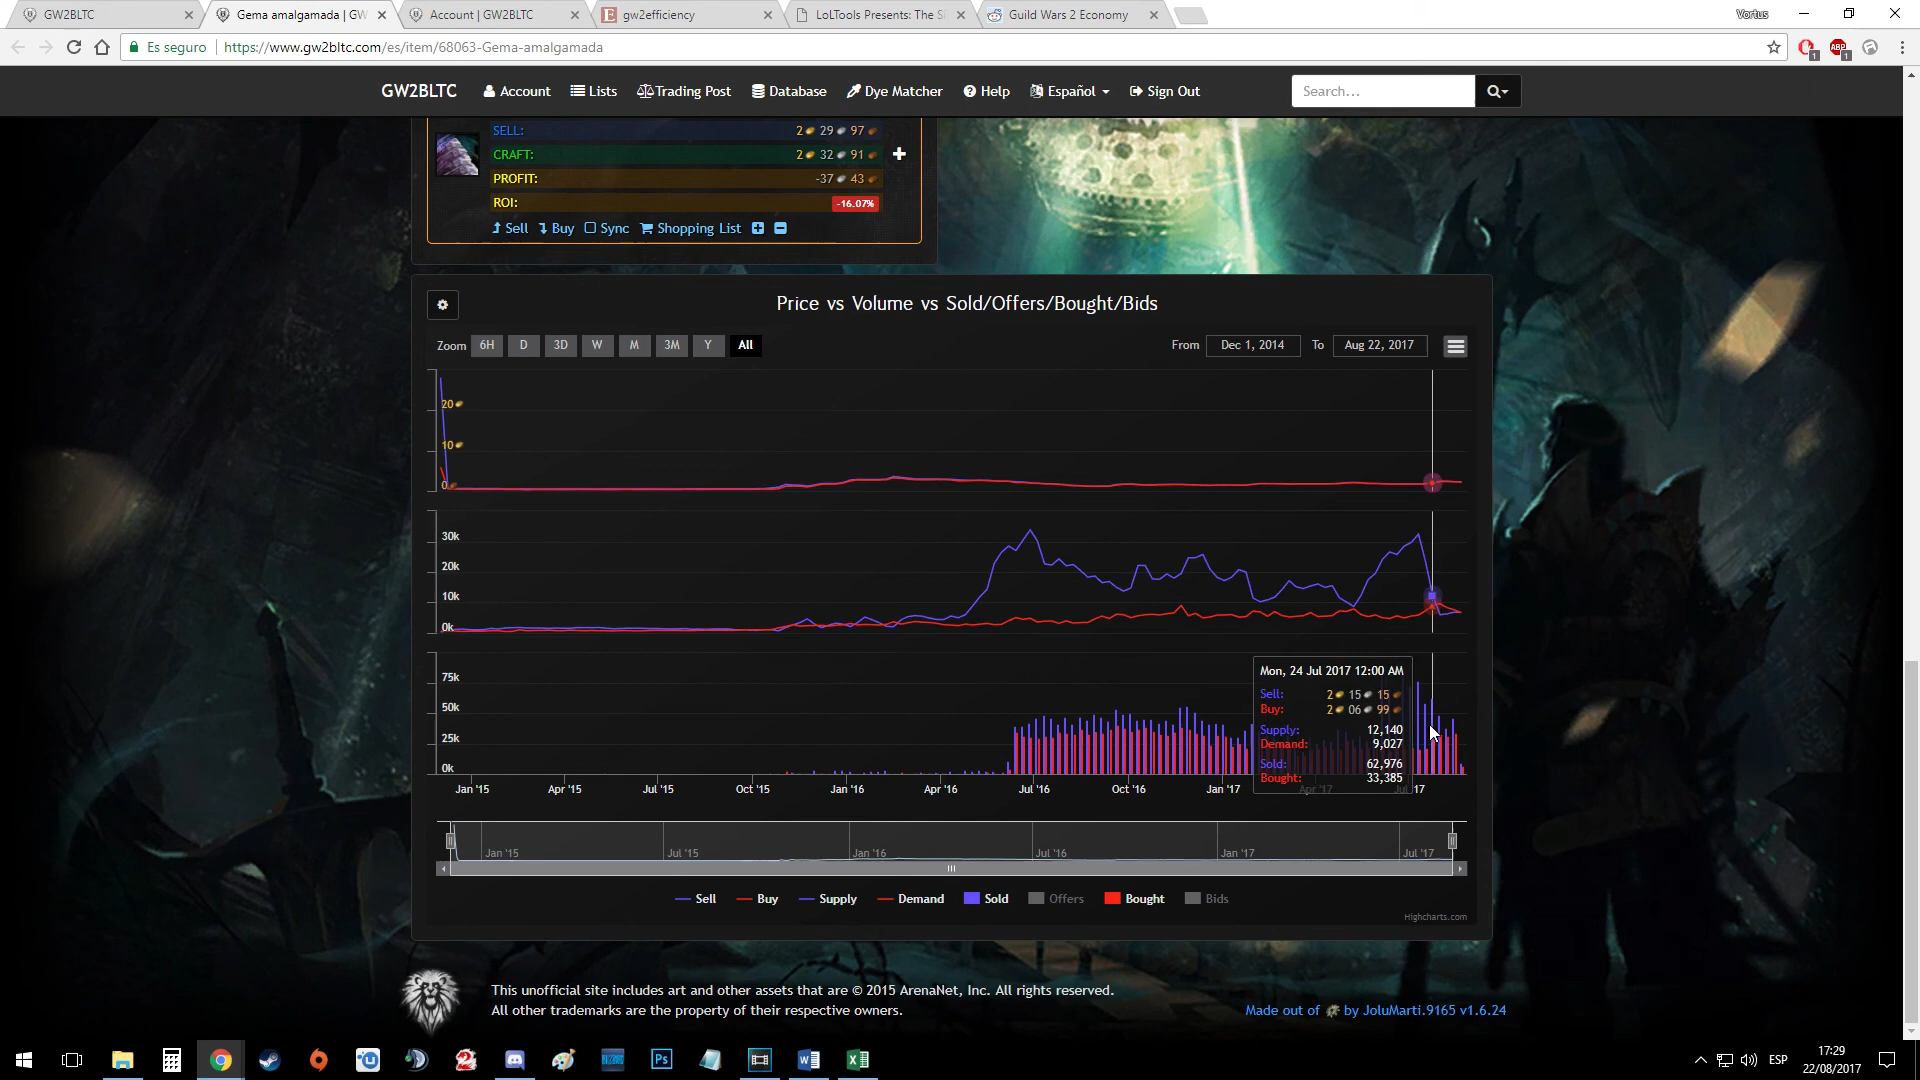 GW2BLTC
Gema amalgamada | GW
Account | GW2BLTC
gw2efficiency
LoLTools Presents: The S
Guild Wars 2 Economy
Vortus
Es seguro
https://www.gw2bltc.com/es/item/68063-Gema-amalgamada
GW2BLTC Account Lists Trading Post Database Dye Matcher Help Español Sign Out Search...
SELL: 2 29 97
CRAFT: 2 32 91
PROFIT: -37 43
ROI: -16.07%
Sell Buy Sync Shopping List
Price vs Volume vs Sold/Offers/Bought/Bids
Zoom 6H D 3D W M 3M Y All From Dec 1, 2014 To Aug 22, 2017
20
10
0
30k
20k
10k
0k
75k
50k
25k
0k
Mon, 24 Jul 2017 12:00 AM
Sell: 2 15 15
Buy: 2 06 99
Supply: 12,140
Demand: 9,027
Sold: 62,976
Bought: 33,385
Jan '15 Apr '15 Jul '15 Oct '15 Jan '16 Apr '16 Jul '16 Oct '16 Jan '17 Apr '17 Jul '17
Jan '15 Jul '15 Jan '16 Jul '16 Jan '17 Jul '17
Sell Buy Supply Demand Sold Offers Bought Bids
Highcharts.com
This unofficial site includes art and other assets that are © 2015 ArenaNet, Inc. All rights reserved.
All other trademarks are the property of their respective owners.
Made out of by JoluMarti.9165 v1.6.24
ESP
17:29
22/08/2017